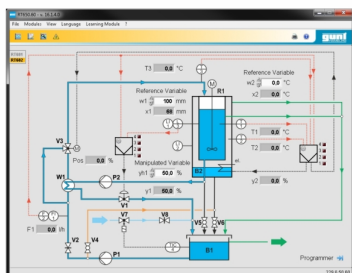 File Modules View Language Learning Module ?
gunt
T3 0,0 °C
Reference Variable
w1 100 mm
x1 60 mm
R1
Reference Variable
w2 0,0 °C
x2 0,0 °C
T1 0,0 °C
T2 0,0 °C
V3
Pos 0,0 %
Manipulated Variable
yh1 50,0 %
y1 50,0 %
y2 0,0 %
B2
W1
P2
V1
V7
V8
V5
V6
F1 0,0 l/h
V2
V4
P1
B1
Programmer